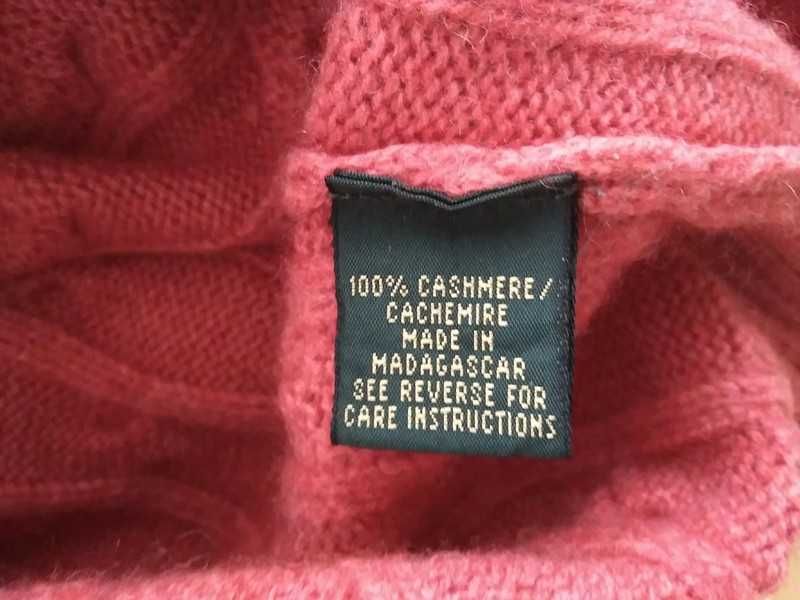 100% CASHMERE/
CACHEMIRE
MADE IN
MADAGASCAR
SEE REVERSE FOR
CARE INSTRUCTIONS